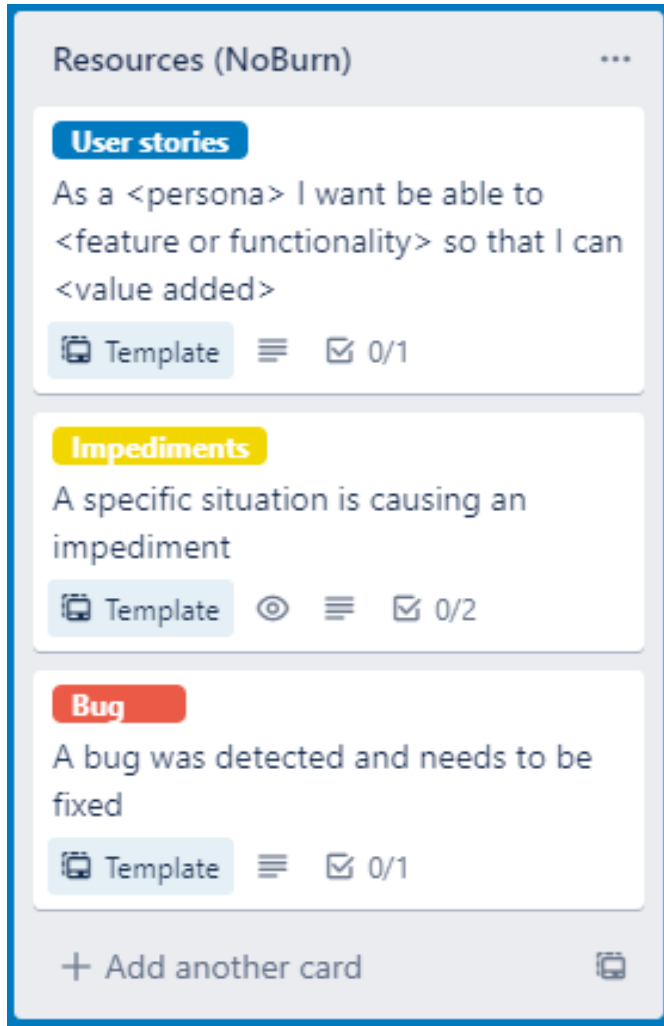 Resources (NoBurn)
User stories
As a <persona> I want be able to
<feature or functionality> so that I can
<value added>
Template 0/1
Impediments
A specific situation is causing an
impediment
Template 0/2
Bug
A bug was detected and needs to be
fixed
Template 0/1
+ Add another card